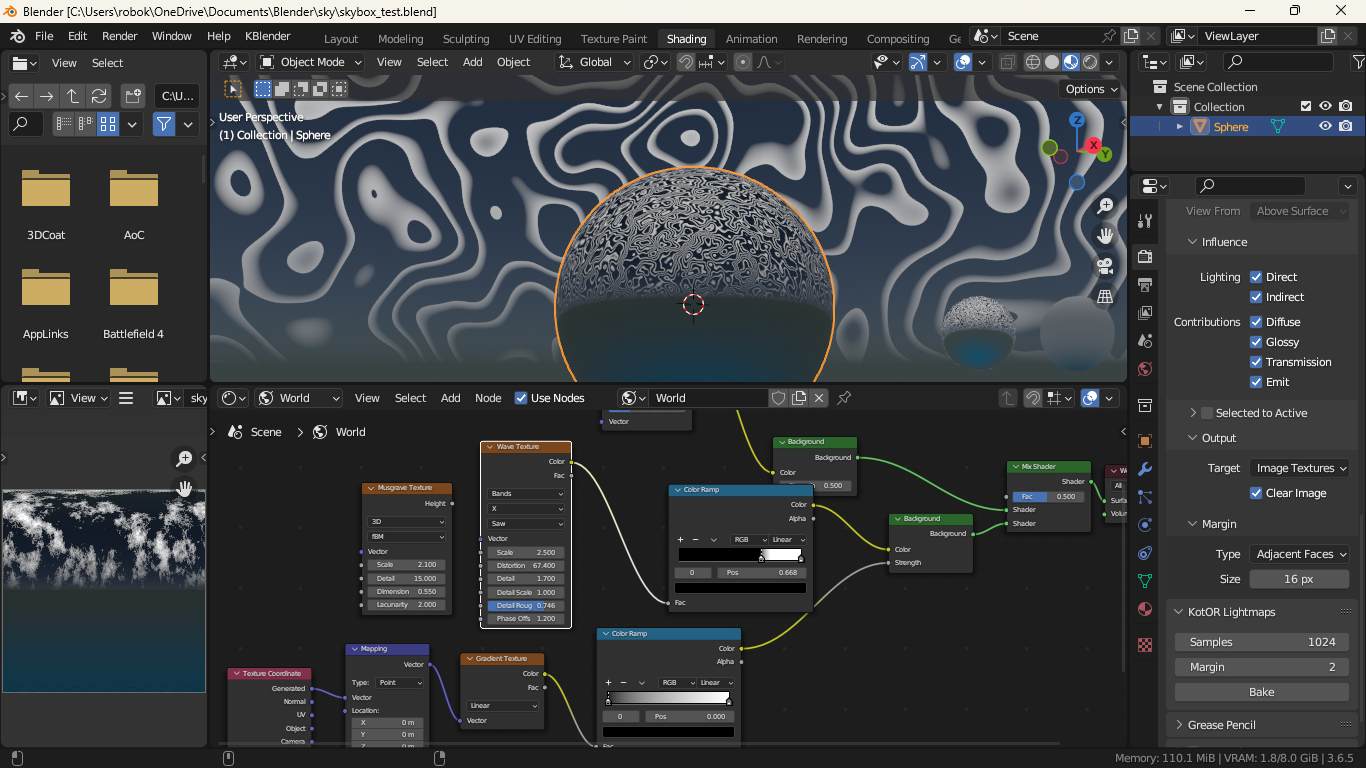 Blender [C:\Users\robok\OneDrive\Documents\Blender\sky\skybox_test.blend]
File Edit Render Window Help KBlender
Layout Modeling Sculpting UV Editing Texture Paint Shading Animation Rendering Compositing Ge
Scene
ViewLayer
View Select
C:\U...
3DCoat AoC
AppLinks Battlefield 4
Object Mode View Select Add Object Global
Options
User Perspective
(1) Collection | Sphere
Z
X
Y
Scene Collection
Collection
Sphere
View From Above Surface
Influence
Lighting Direct
Indirect
Contributions Diffuse
Glossy
Transmission
Emit
Selected to Active
Output
Target Image Textures
Clear Image
Margin
Type Adjacent Faces
Size 16 px
KotOR Lightmaps
Samples 1024
Margin 2
Bake
Grease Pencil
View
sky
World View Select Add Node Use Nodes World
Scene > World
Vector
Musgrave Texture
Height
3D
fBM
Vector
Scale 2.100
Detail 15.000
Dimension 0.550
Lacunarity 2.000
Wave Texture
Color
Fac
Bands
X
Saw
Vector
Scale 2.500
Distortion 67.400
Detail 1.700
Detail Scale 1.000
Detail Roug 0.746
Phase Offs 1.200
Background
Background
Color
0.500
Color Ramp
Color
Alpha
RGB Linear
0 Pos 0.668
Fac
Background
Background
Color
Strength
Mix Shader
Shader
Fac 0.500
Shader
Shader
Wo
All
Surfa
Volun
Texture Coordinate
Generated
Normal
UV
Object
Camera
Mapping
Vector
Type: Point
Vector
Location:
X 0 m
Y 0 m
Z 0 m
Gradient Texture
Color
Fac
Linear
Vector
Color Ramp
Color
Alpha
RGB Linear
0 Pos 0.000
Fac
Memory: 110.1 MiB | VRAM: 1.8/8.0 GiB | 3.6.5